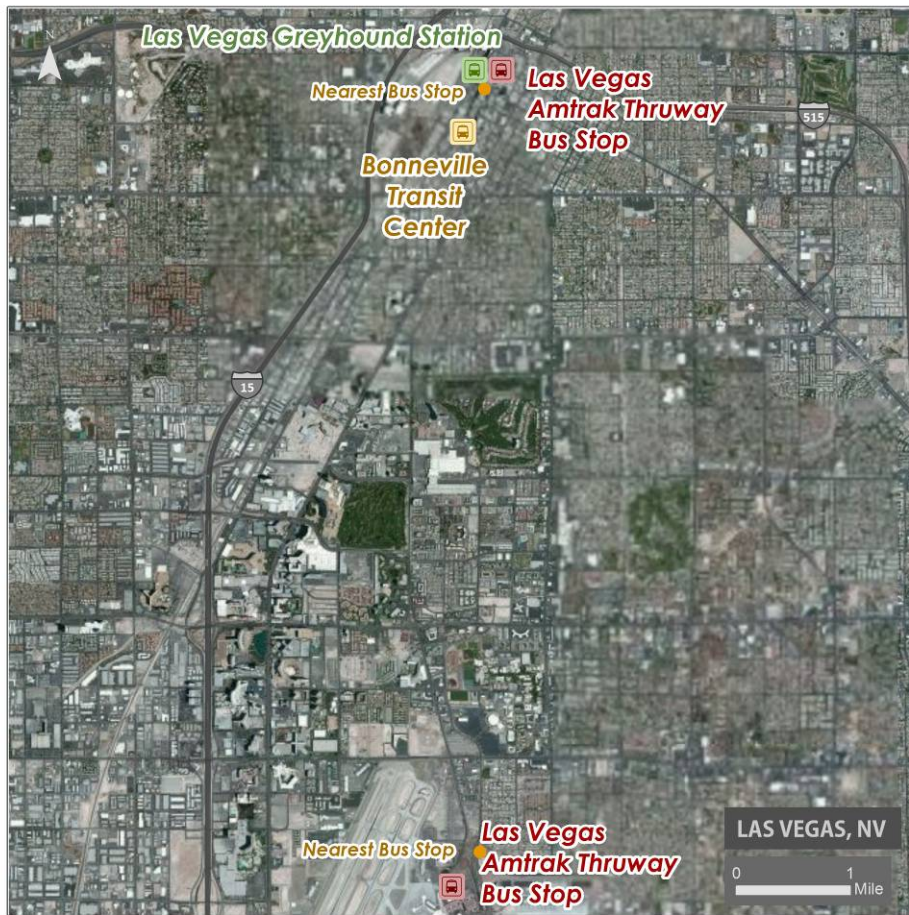 N
Las Vegas Greyhound Station
Nearest Bus Stop
Las Vegas
Amtrak Thruway
Bus Stop
515
Bonneville
Transit
Center
15
Nearest Bus Stop
Las Vegas
Amtrak Thruway
Bus Stop
LAS VEGAS, NV
0 1
Mile